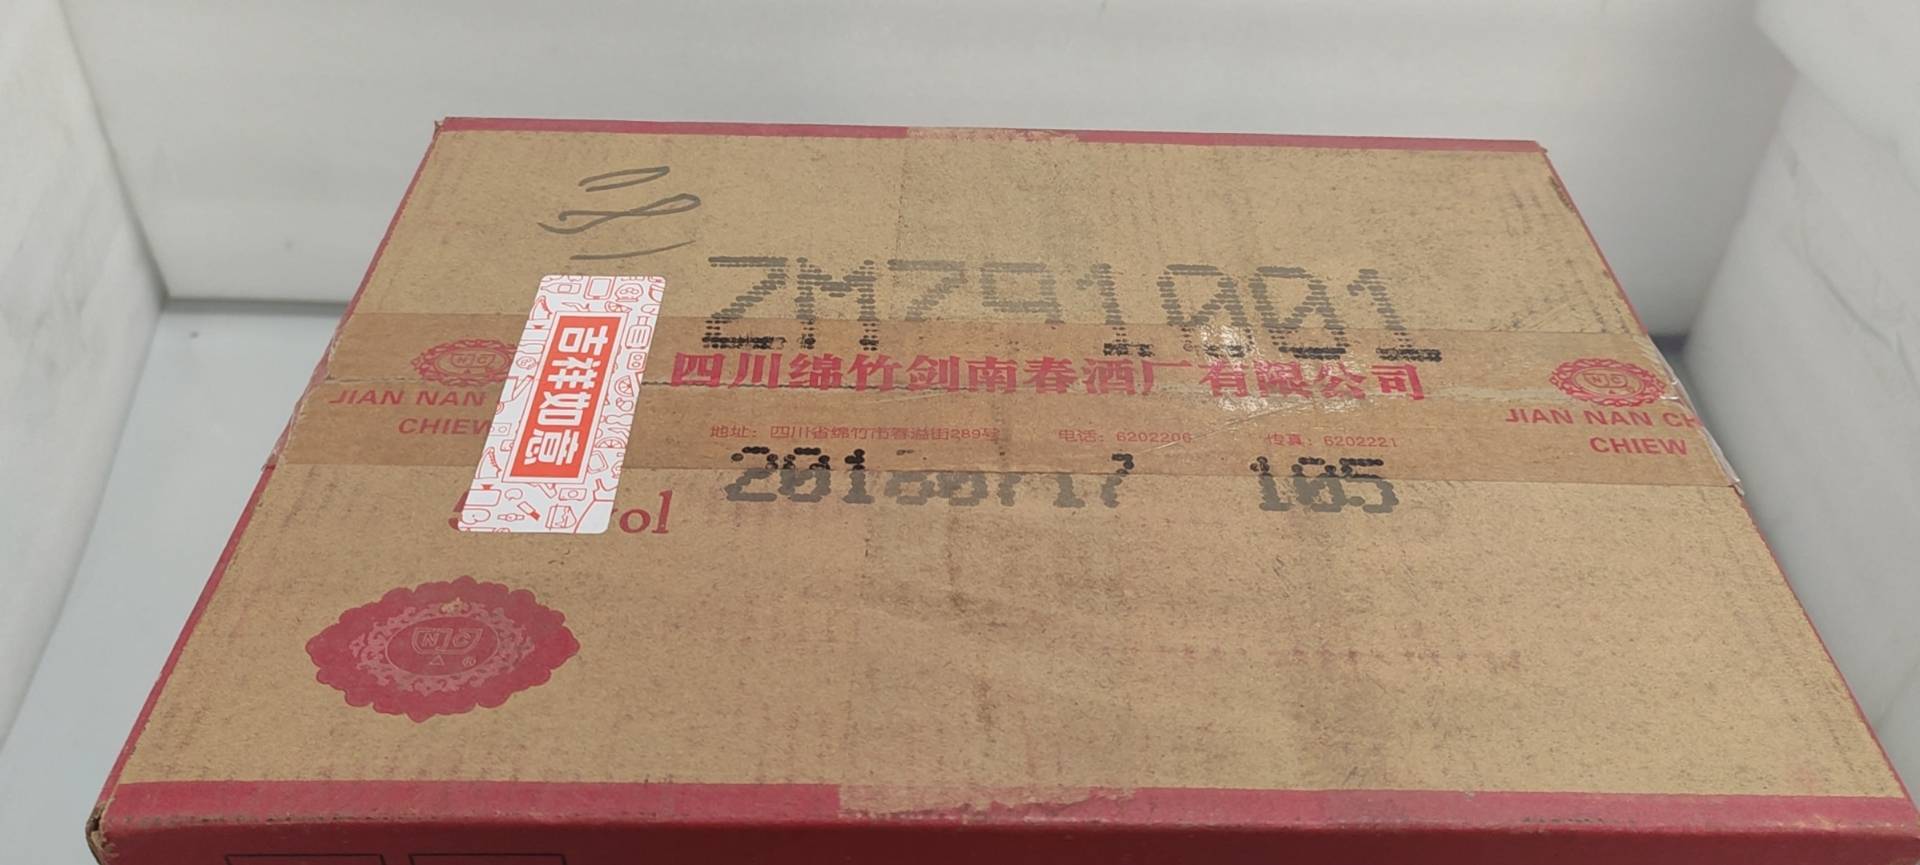 ZM791001
四川绵竹剑南春酒厂有限公司
JIAN NAN
CHIEW
吉祥如意
JIAN NAN CH
CHIEW
地址：四川省绵竹市春溢街289号 电话：6202206 传真：6202221
20180717 105
ol